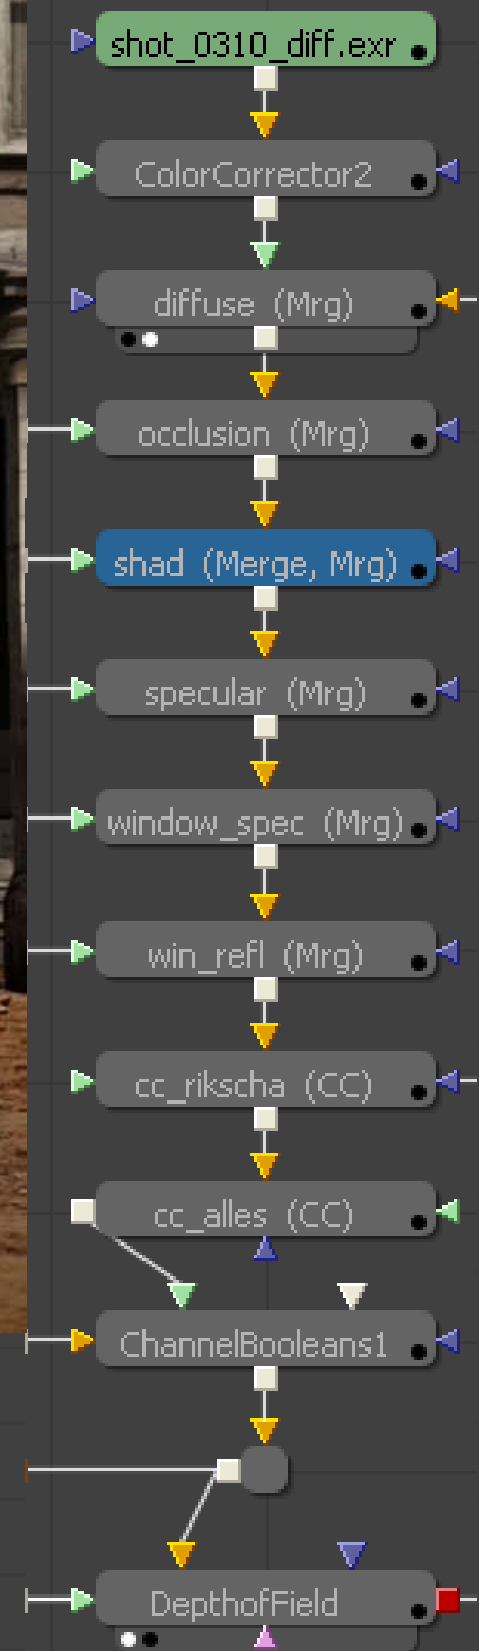 shot_0310_diff.exr
ColorCorrector2
diffuse (Mrg)
occlusion (Mrg)
shad (Merge, Mrg)
specular (Mrg)
window_spec (Mrg)
win_refl (Mrg)
cc_rikscha (CC)
cc_alles (CC)
ChannelBooleans1
DepthofField